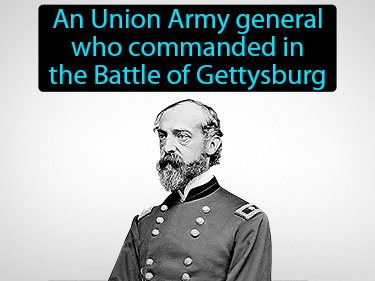 An Union Army general
who commanded in
the Battle of Gettysburg